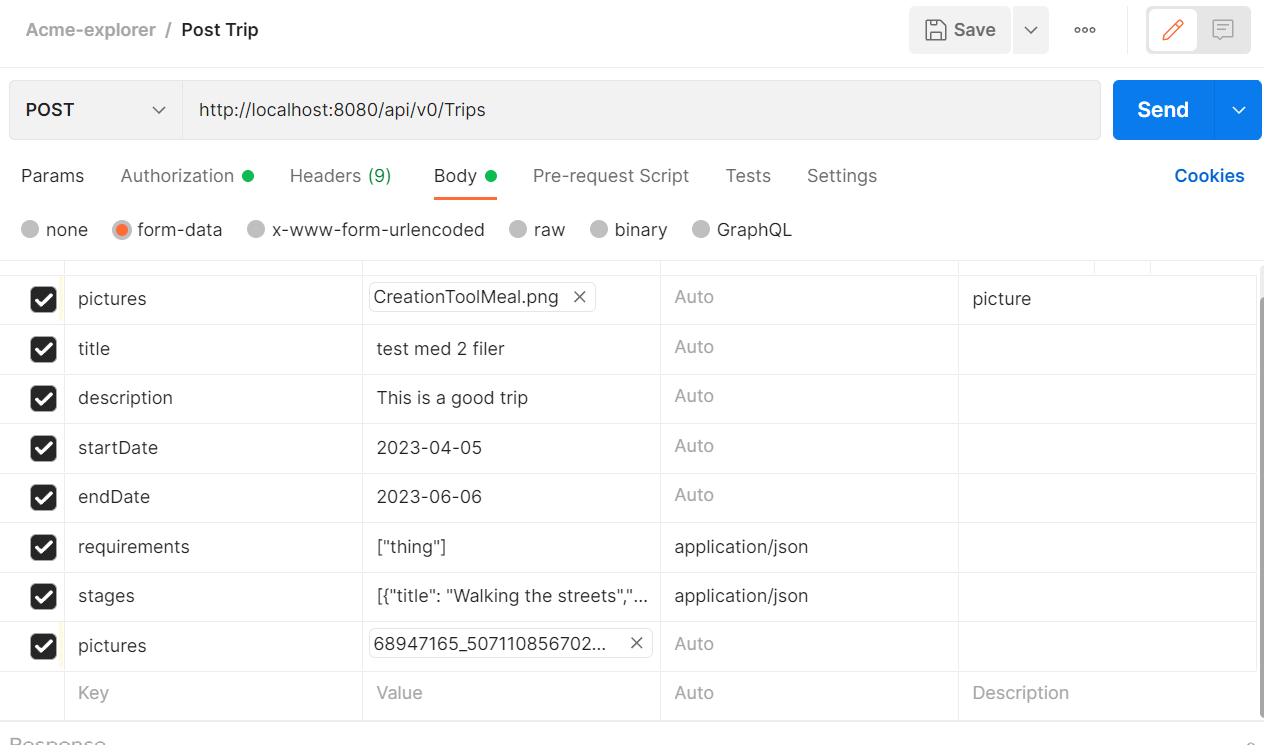 Acme-explorer / Post Trip Save
POST http://localhost:8080/api/v0/Trips Send
Params Authorization Headers (9) Body Pre-request Script Tests Settings Cookies
none form-data x-www-form-urlencoded raw binary GraphQL
pictures CreationToolMeal.png Auto picture
title test med 2 filer Auto
description This is a good trip Auto
startDate 2023-04-05 Auto
endDate 2023-06-06 Auto
requirements ["thing"] application/json
stages [{"title": "Walking the streets","... application/json
pictures 68947165_507110856702... Auto
Key Value Auto Description
Response